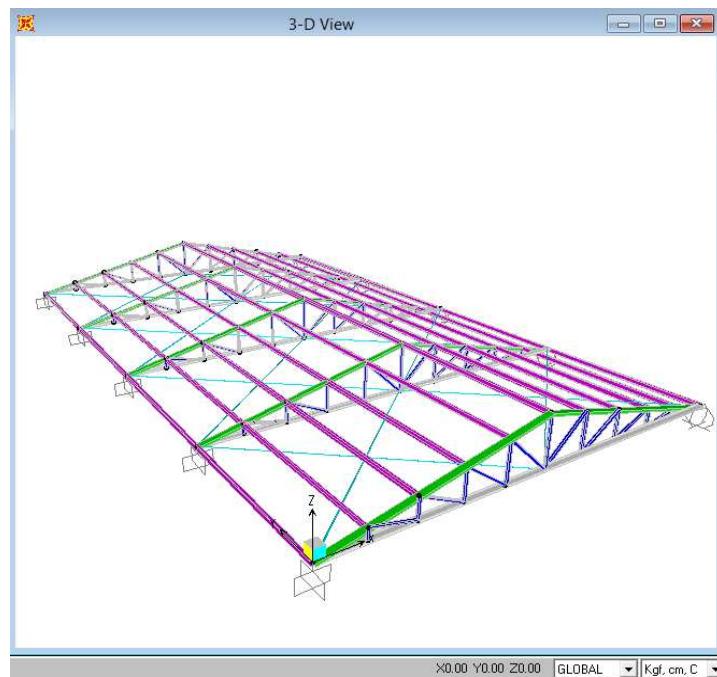 3-D View
Z
X
X0.00 Y0.00 Z0.00
GLOBAL
Kgf, cm, C